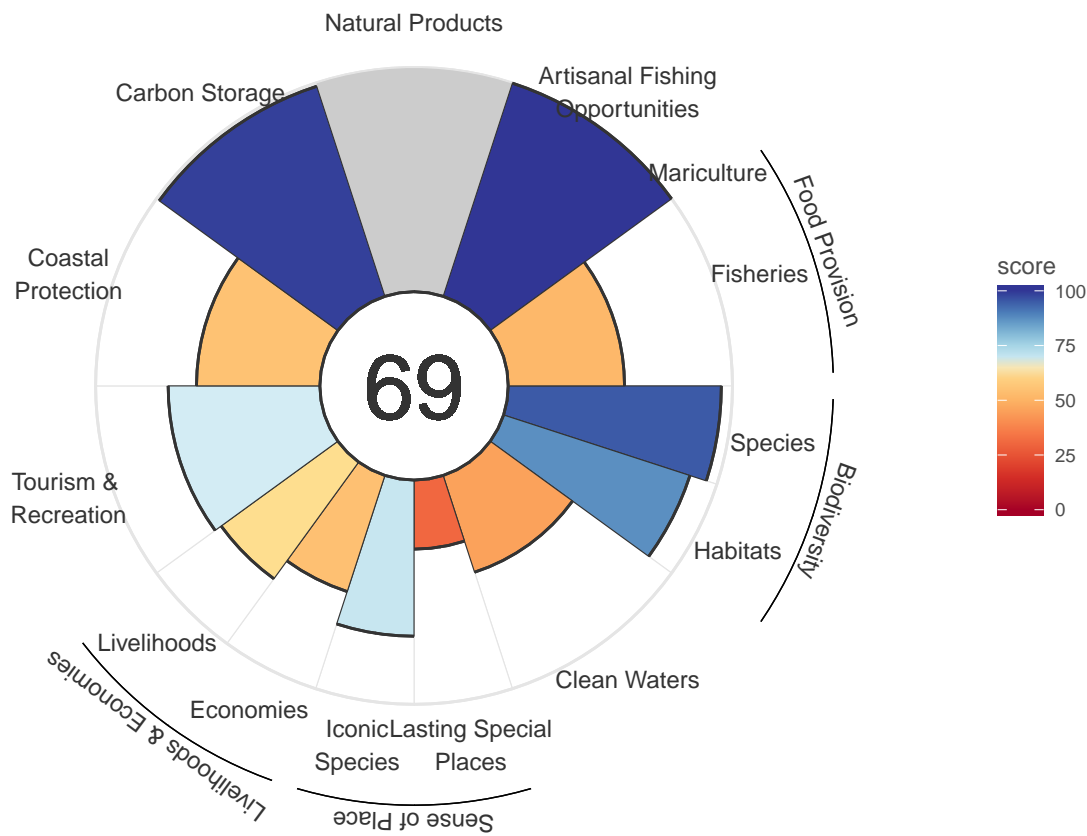 Natural Products
Artisanal Fishing
Opportunities
Carbon Storage
Mariculture
Food Provision
Fisheries
Coastal
Protection
score
100
75
50
25
0
69
Species
Biodiversity
Habitats
Tourism &
Recreation
Clean Waters
Livelihoods
Livelihoods & Economies
Economies
Iconic
Species
Lasting Special
Places
Sense of Place